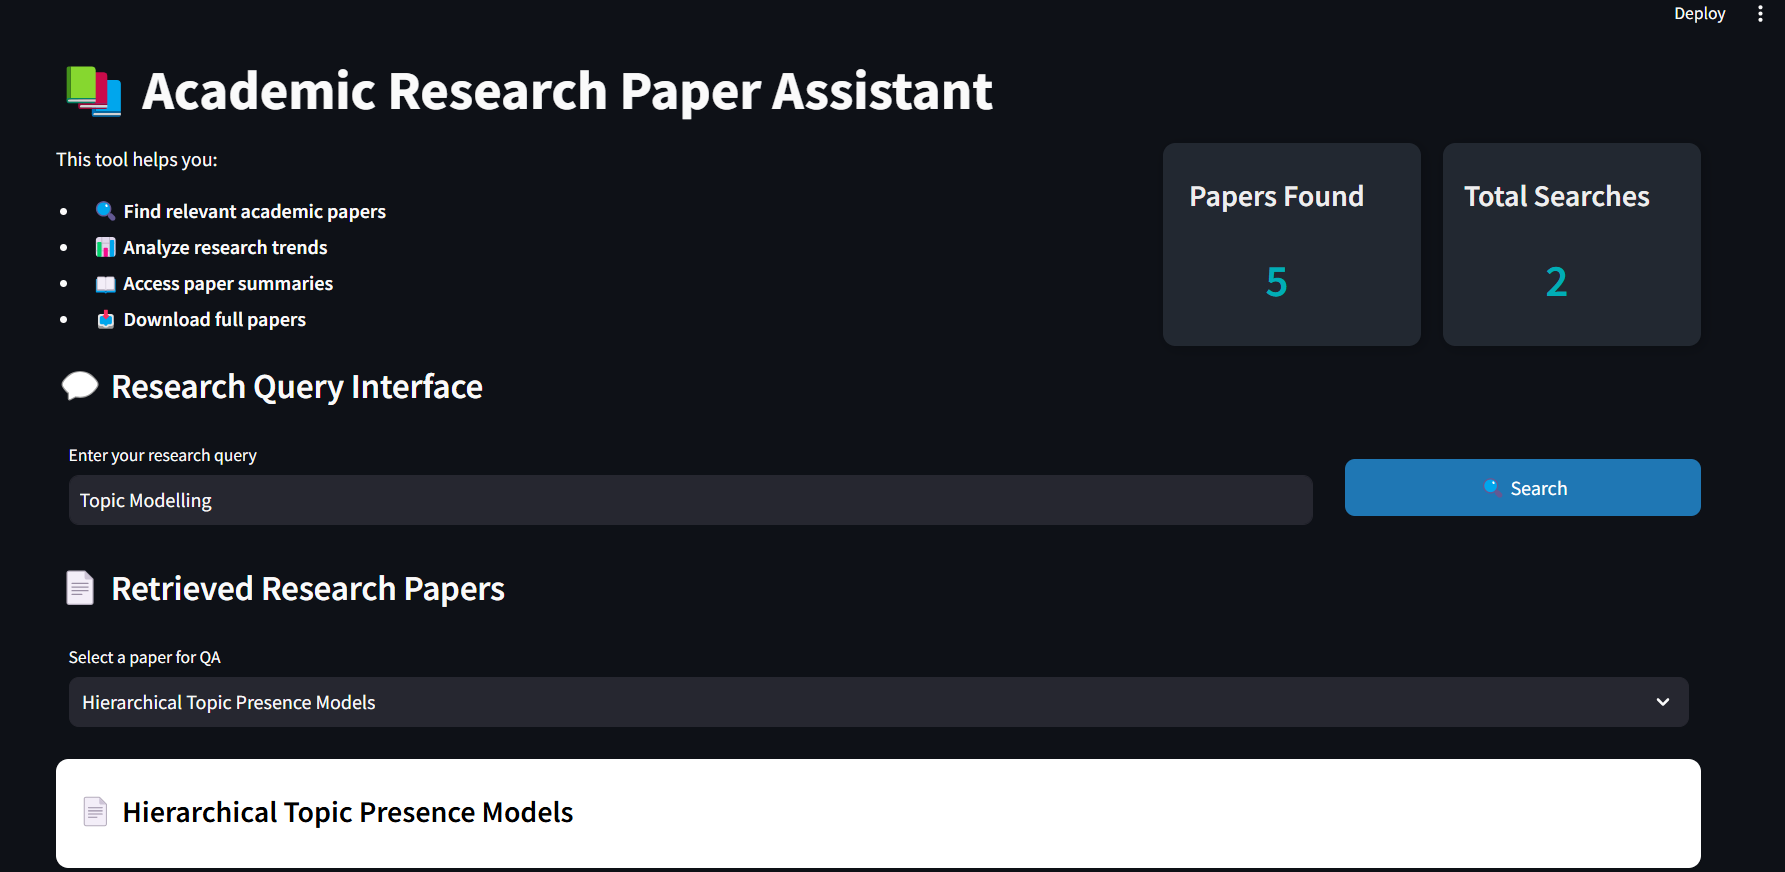 Deploy
Academic Research Paper Assistant
This tool helps you:
Find relevant academic papers
Analyze research trends
Access paper summaries
Download full papers
Papers Found
5
Total Searches
2
Research Query Interface
Enter your research query
Topic Modelling
Search
Retrieved Research Papers
Select a paper for QA
Hierarchical Topic Presence Models
Hierarchical Topic Presence Models